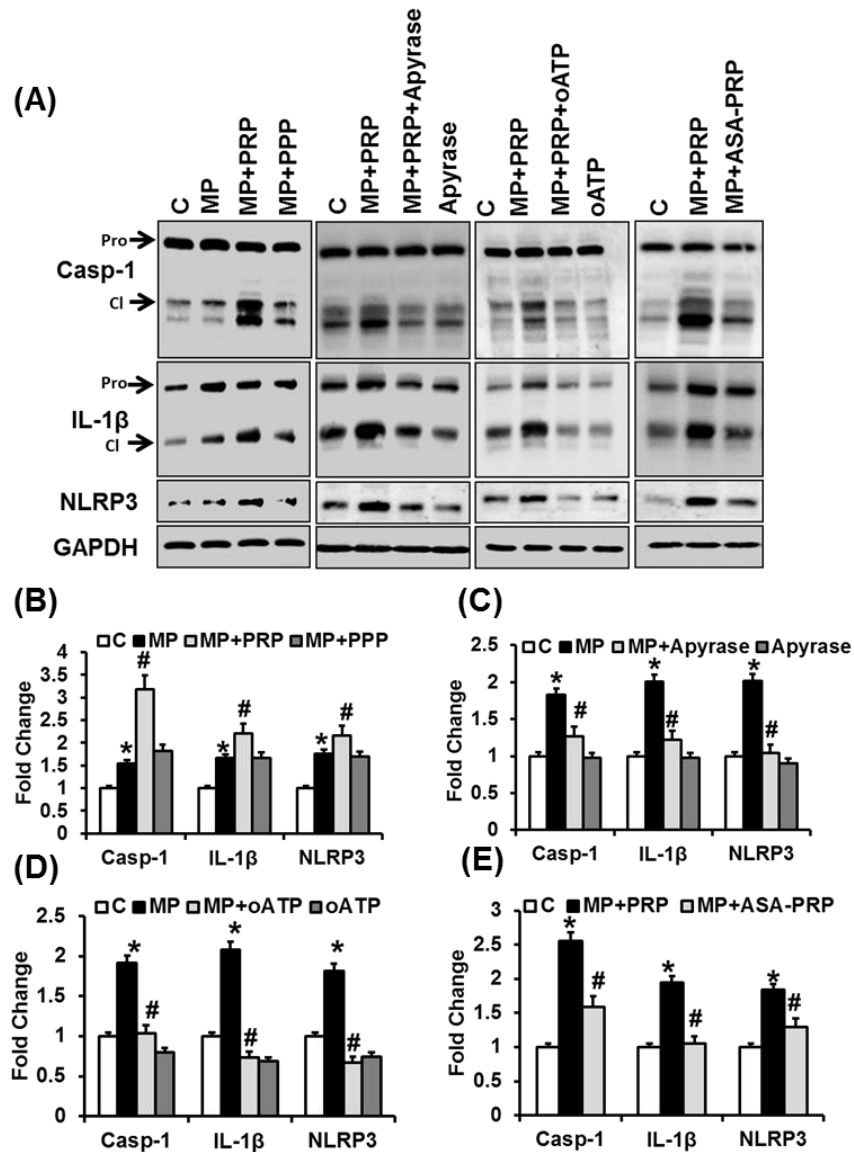 (A)
C MP MP+PRP MP+PPP
C MP+PRP MP+PRP+Apyrase Apyrase
C MP+PRP MP+PRP+oATP oATP
C MP+PRP MP+ASA-PRP
Pro
Casp-1
Cl
Pro
IL-1β
Cl
NLRP3
GAPDH
(B)
C MP MP+PRP MP+PPP
Fold Change
4
3.5
3
2.5
2
1.5
1
0.5
0
* # * # * #
Casp-1 IL-1β NLRP3
(C)
C MP MP+Apyrase Apyrase
Fold Change
2.5
2
1.5
1
0.5
0
* # * # * #
Casp-1 IL-1β NLRP3
(D)
C MP MP+oATP oATP
Fold Change
2.5
2
1.5
1
0.5
0
* # * # * #
Casp-1 IL-1β NLRP3
(E)
C MP+PRP MP+ASA-PRP
Fold Change
3
2.5
2
1.5
1
0.5
0
* # * # * #
Casp-1 IL-1β NLRP3